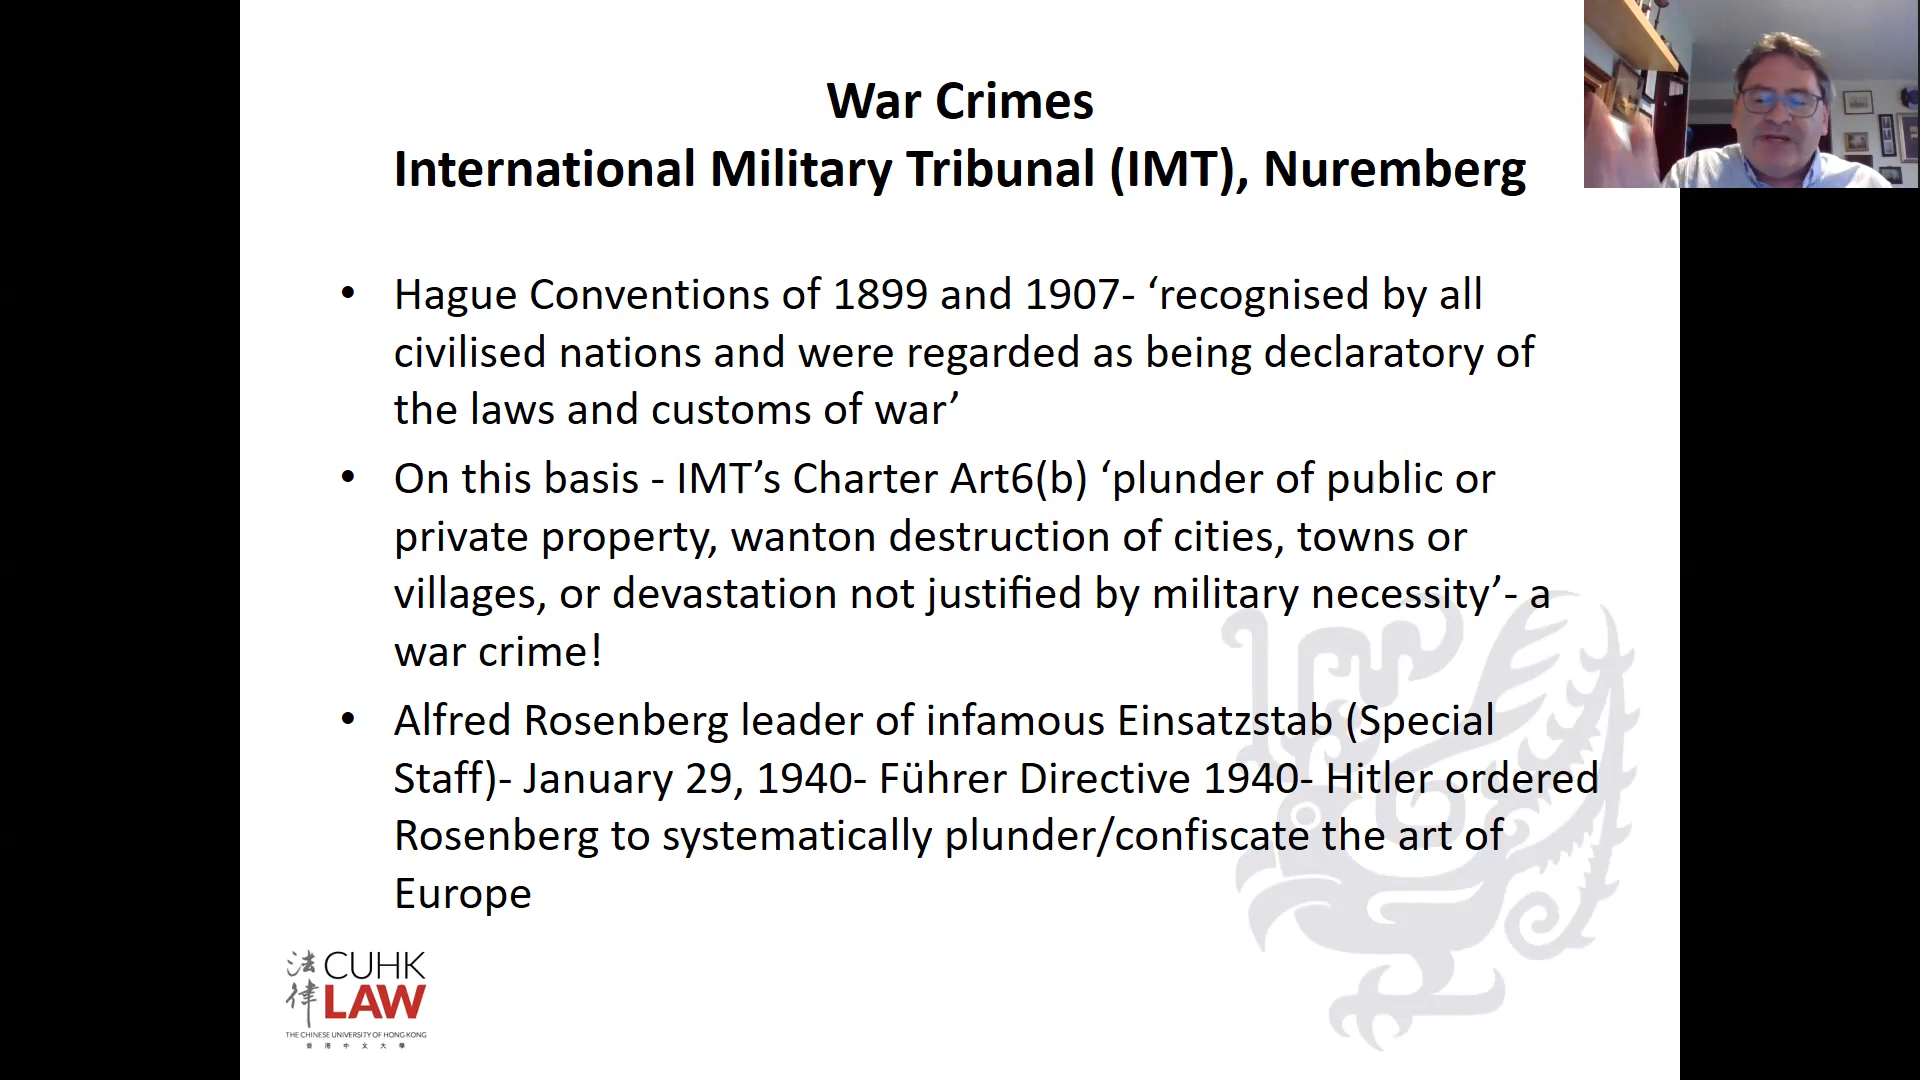 War Crimes
International Military Tribunal (IMT), Nuremberg
• Hague Conventions of 1899 and 1907- ‘recognised by all
civilised nations and were regarded as being declaratory of
the laws and customs of war’
• On this basis - IMT’s Charter Art6(b) ‘plunder of public or
private property, wanton destruction of cities, towns or
villages, or devastation not justified by military necessity’- a
war crime!
• Alfred Rosenberg leader of infamous Einsatzstab (Special
Staff)- January 29, 1940- Führer Directive 1940- Hitler ordered
Rosenberg to systematically plunder/confiscate the art of
Europe
法律
CUHK
LAW
THE CHINESE UNIVERSITY OF HONG KONG
香港中文大學